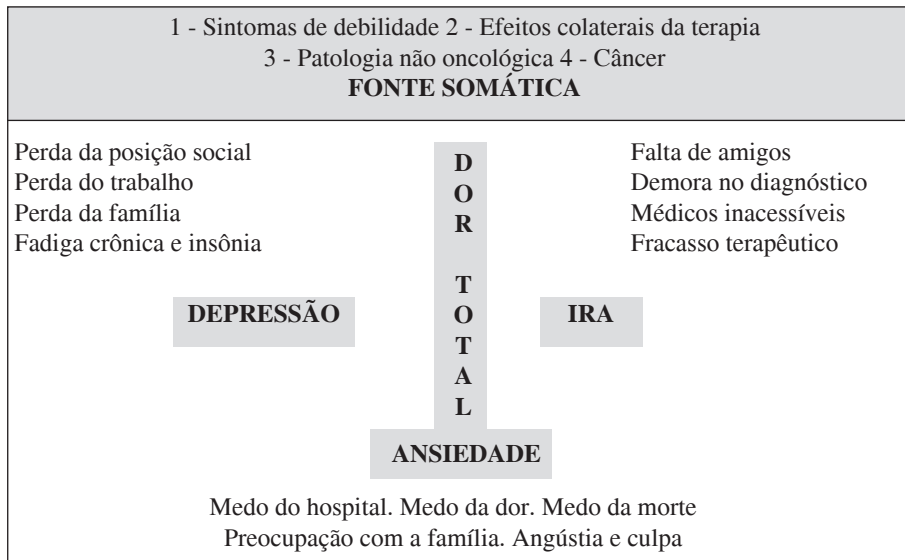 1 - Sintomas de debilidade 2 - Efeitos colaterais da terapia
3 - Patologia não oncológica 4 - Câncer
FONTE SOMÁTICA
Perda da posição social
Perda do trabalho
Perda da família
Fadiga crônica e insônia
DOR TOTAL
Falta de amigos
Demora no diagnóstico
Médicos inacessíveis
Fracasso terapêutico
DEPRESSÃO
IRA
ANSIEDADE
Medo do hospital. Medo da dor. Medo da morte
Preocupação com a família. Angústia e culpa